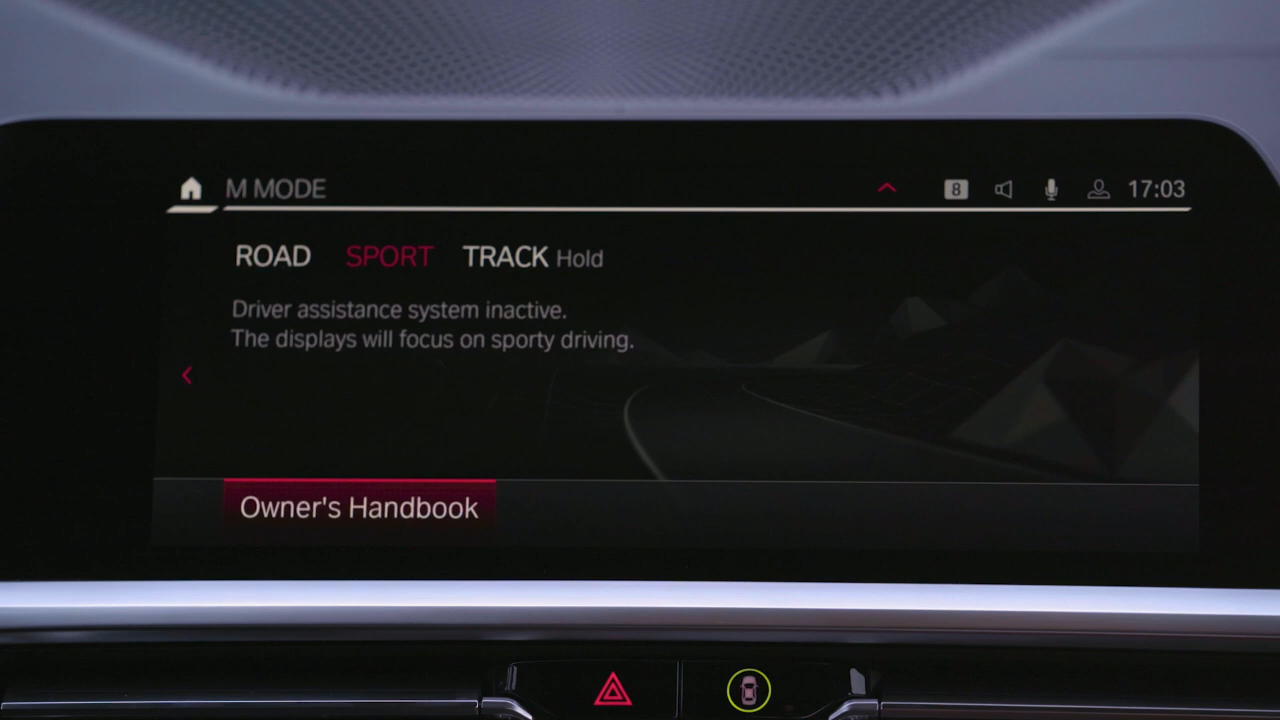 M MODE 8 17:03
ROAD SPORT TRACK Hold
Driver assistance system inactive.
The displays will focus on sporty driving.
Owner's Handbook